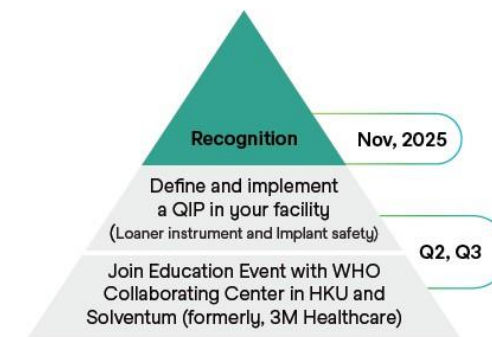 Recognition
Nov, 2025
Define and implement
a QIP in your facility
(Loaner instrument and Implant safety)
Q2, Q3
Join Education Event with WHO
Collaborating Center in HKU and
Solventum (formerly, 3M Healthcare)